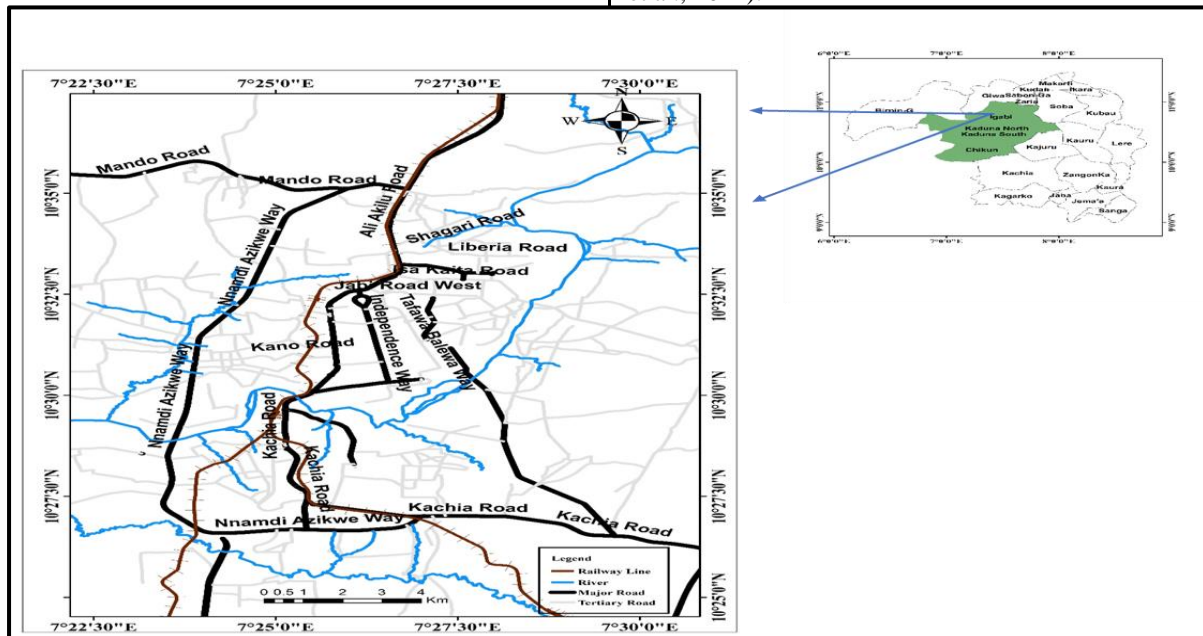 7°22'30"E
7°25'0"E
7°27'30"E
7°30'0"E
N
W
E
S
Mando Road
Mando Road
Ali Akilu Road
Nnamdi Azikwe Way
Shagari Road
Liberia Road
Isa Kaita Road
Road West
Independence Way
Tafawa Balewa Way
Kano Road
Nnamdi Azikwe Way
Nnamdi Azikwe Way
Kachia Road
Kachia Road
Nnamdi Azikwe Way
Kachia Road
Kachia Road
10°35'0"N
10°32'30"N
10°30'0"N
10°27'30"N
10°25'0"N
10°35'0"N
10°32'30"N
10°30'0"N
10°27'30"N
10°25'0"N
Legend
Railway Line
River
Major Road
Tertiary Road
0 0.5 1 2 3 4
Km
7°22'30"E
7°25'0"E
7°27'30"E
7°30'0"E
6°0'0"E
7°0'0"E
8°0'0"E
Makarfi
Ikara
Kudan
Giwa
Sabon-Ga
Zaria
Soba
Kubau
Igabi
Kaduna North
Kaduna South
Chikun
Kajuru
Kauru
Lere
Kachia
ZangonKa
Kaura
Kagarko
Jaba
Jema'a
Sanga
6°0'0"E
7°0'0"E
8°0'0"E